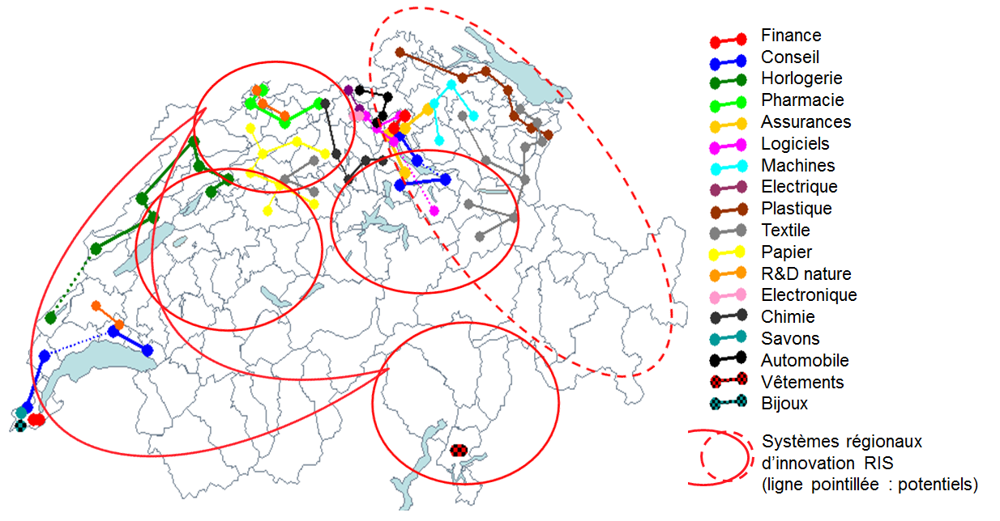 Finance
Conseil
Horlogerie
Pharmacie
Assurances
Logiciels
Machines
Electrique
Plastique
Textile
Papier
R&D nature
Electronique
Chimie
Savons
Automobile
Vêtements
Bijoux
Systèmes régionaux
d’innovation RIS
(ligne pointillée : potentiels)